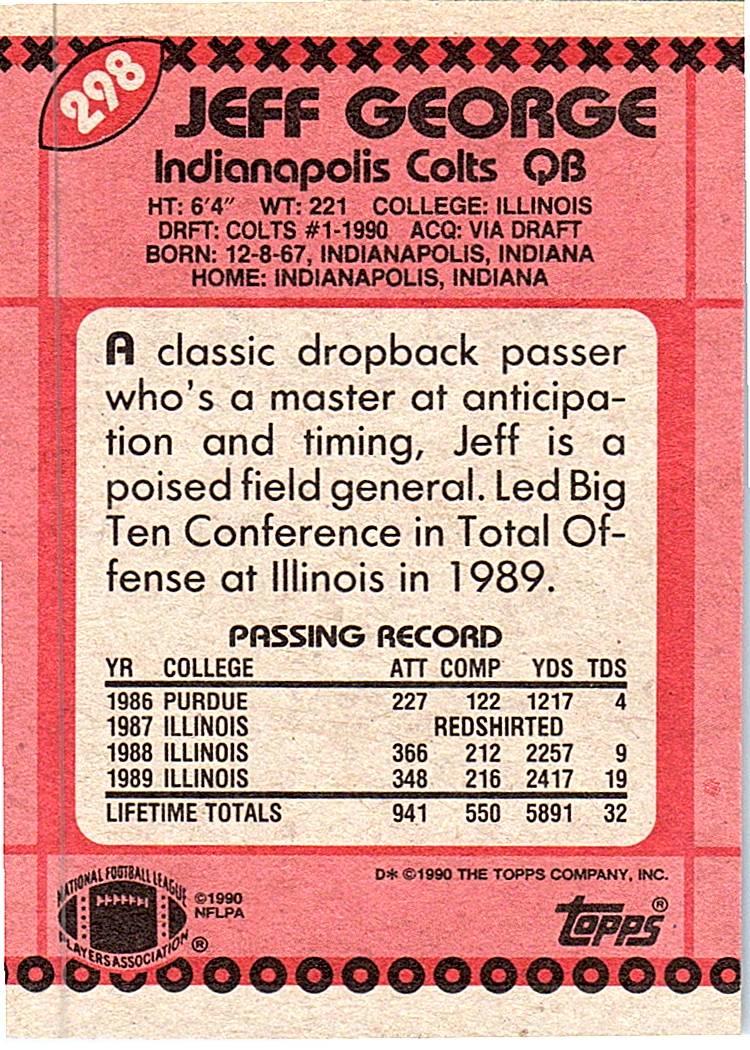 298
JEFF GEORGE
Indianapolis Colts QB
HT: 6'4" WT: 221 COLLEGE: ILLINOIS
DRFT: COLTS #1-1990 ACQ: VIA DRAFT
BORN: 12-8-67, INDIANAPOLIS, INDIANA
HOME: INDIANAPOLIS, INDIANA
A classic dropback passer
who's a master at anticipa-
tion and timing, Jeff is a
poised field general. Led Big
Ten Conference in Total Of-
fense at Illinois in 1989.
PASSING RECORD
YR COLLEGE ATT COMP YDS TDS
1986 PURDUE 227 122 1217 4
1987 ILLINOIS REDSHIRTED
1988 ILLINOIS 366 212 2257 9
1989 ILLINOIS 348 216 2417 19
LIFETIME TOTALS 941 550 5891 32
D* ©1990 THE TOPPS COMPANY, INC.
NATIONAL FOOTBALL LEAGUE
PLAYERS ASSOCIATION ®
©1990
NFLPA
topps ®